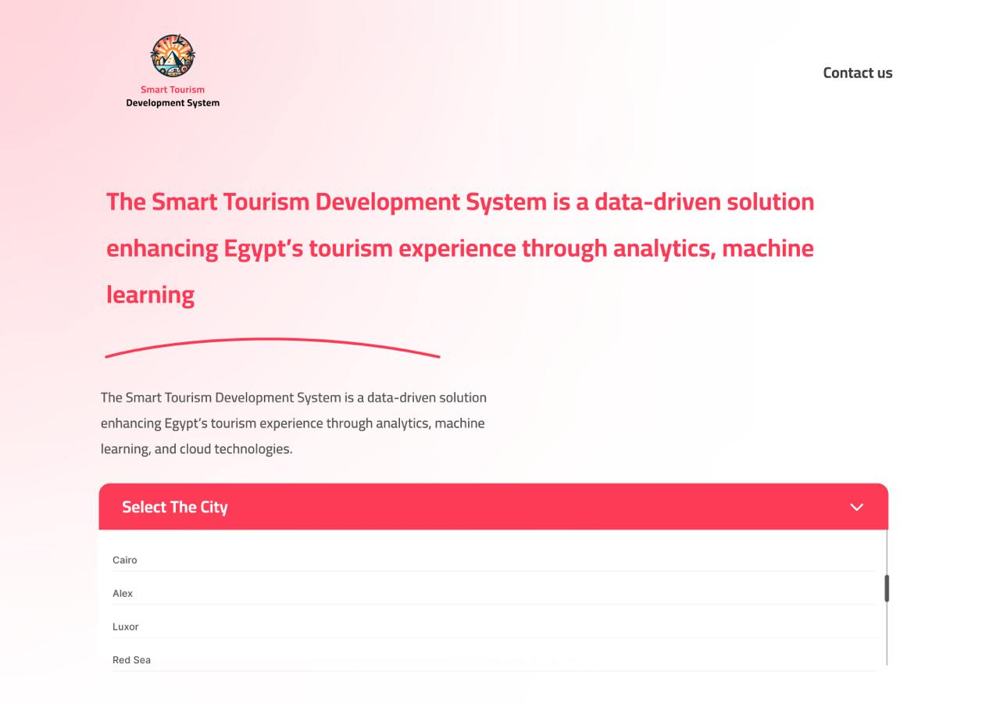 Smart Tourism
Development System
Contact us
The Smart Tourism Development System is a data-driven solution
enhancing Egypt’s tourism experience through analytics, machine
learning
The Smart Tourism Development System is a data-driven solution
enhancing Egypt’s tourism experience through analytics, machine
learning, and cloud technologies.
Select The City
Cairo
Alex
Luxor
Red Sea